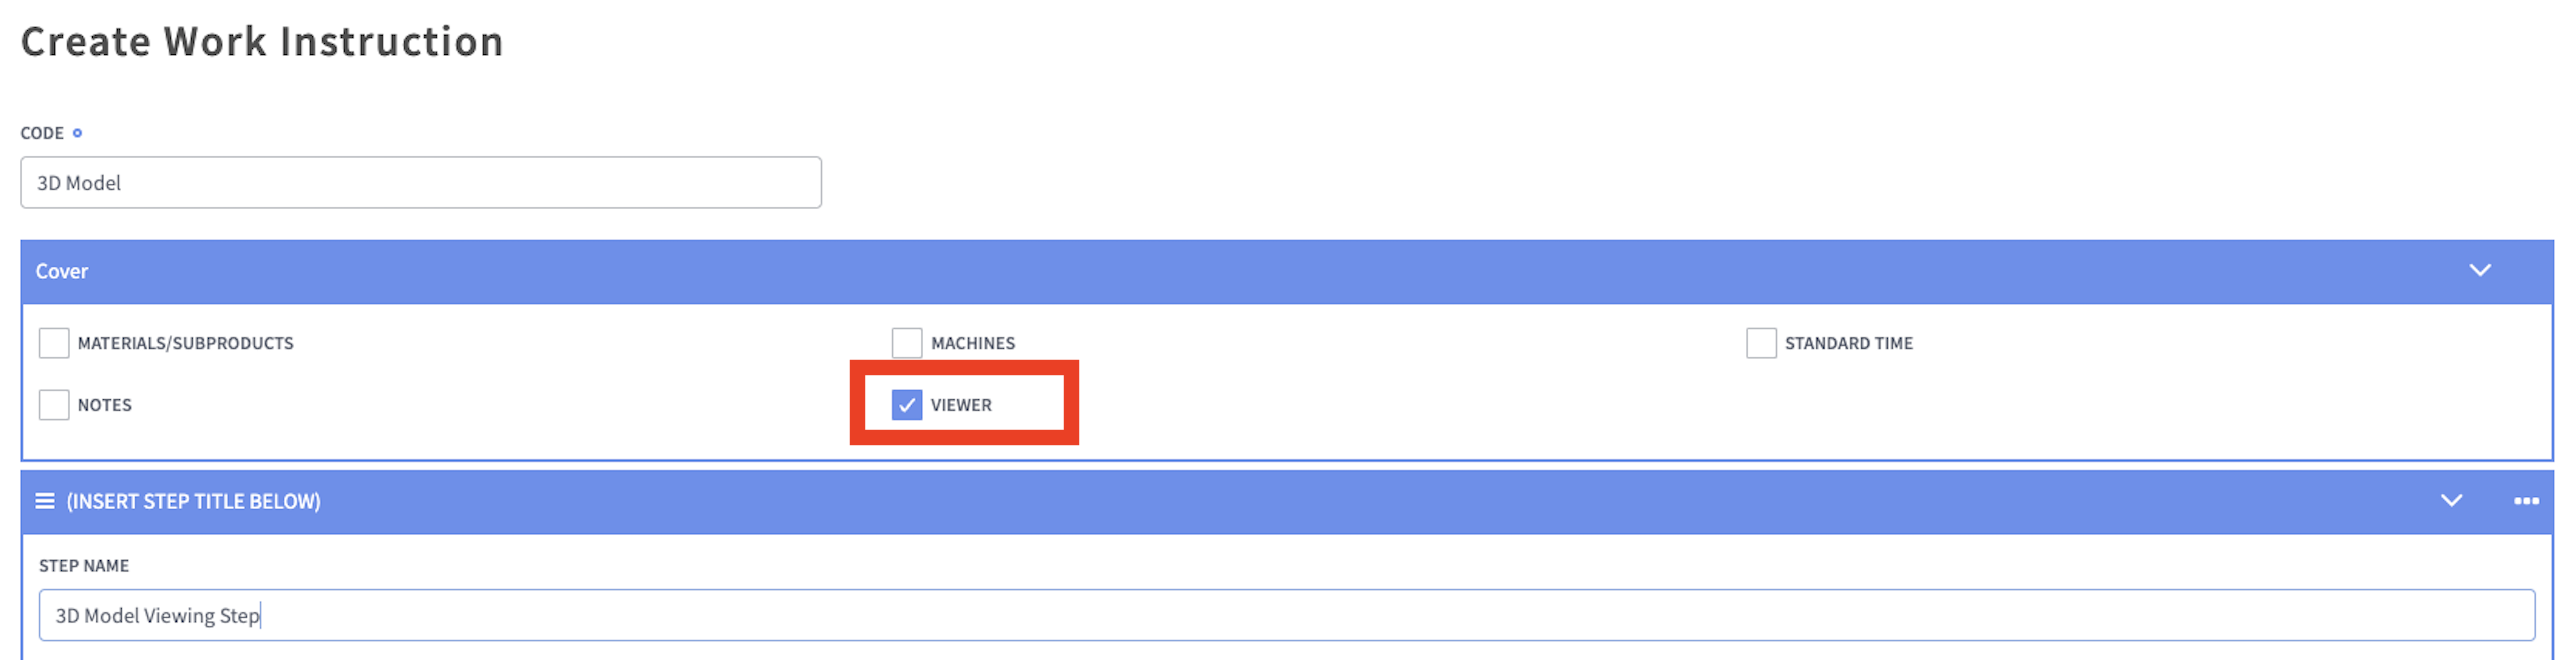 Create Work Instruction
CODE
3D Model
Cover
MATERIALS/SUBPRODUCTS
MACHINES
STANDARD TIME
NOTES
VIEWER
(INSERT STEP TITLE BELOW)
STEP NAME
3D Model Viewing Step